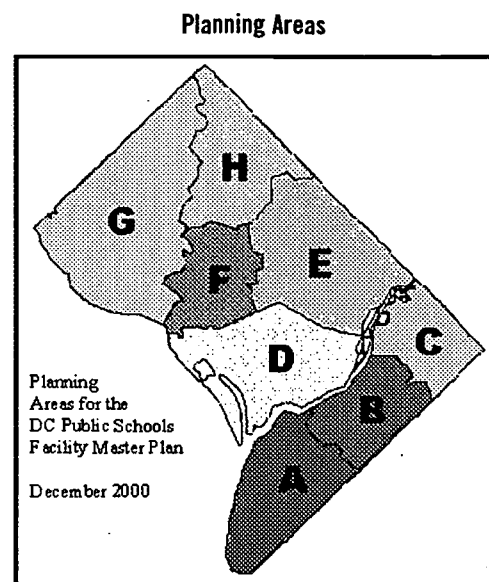 Planning Areas
H
G
E
F
C
D
B
A
Planning
Areas for the
DC Public Schools
Facility Master Plan
December 2000